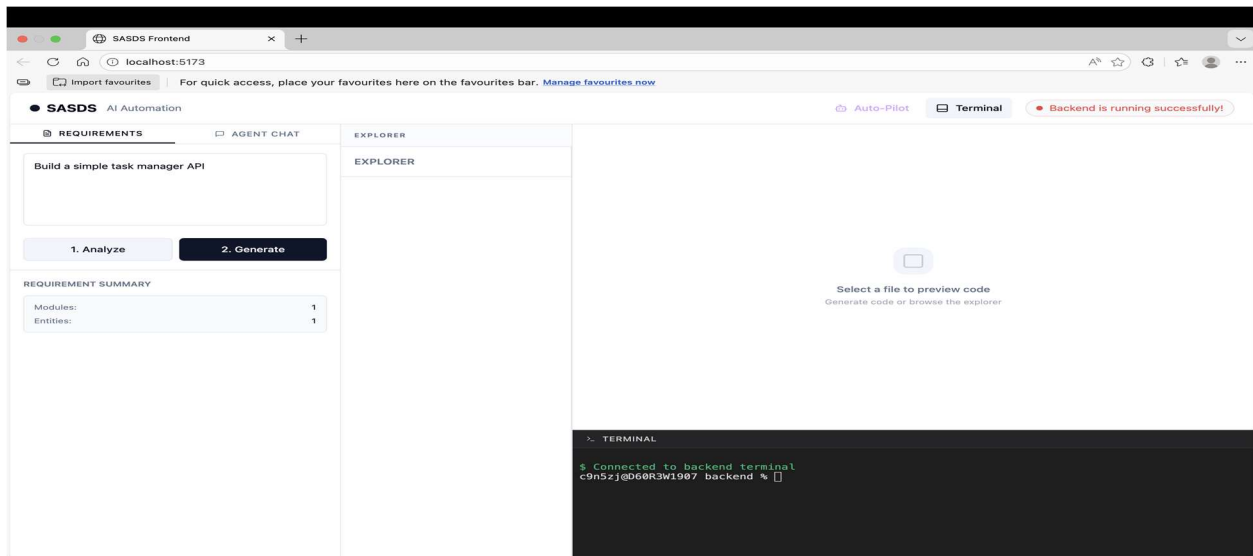 SASDS Frontend
localhost:5173
Import favourites For quick access, place your favourites here on the favourites bar. Manage favourites now
SASDS AI Automation
Auto-Pilot Terminal Backend is running successfully!
REQUIREMENTS AGENT CHAT
Build a simple task manager API
1. Analyze 2. Generate
REQUIREMENT SUMMARY
Modules: 1
Entities: 1
EXPLORER
EXPLORER
Select a file to preview code
Generate code or browse the explorer
>_ TERMINAL
$ Connected to backend terminal
c9n5zj@D60R3W1907 backend %